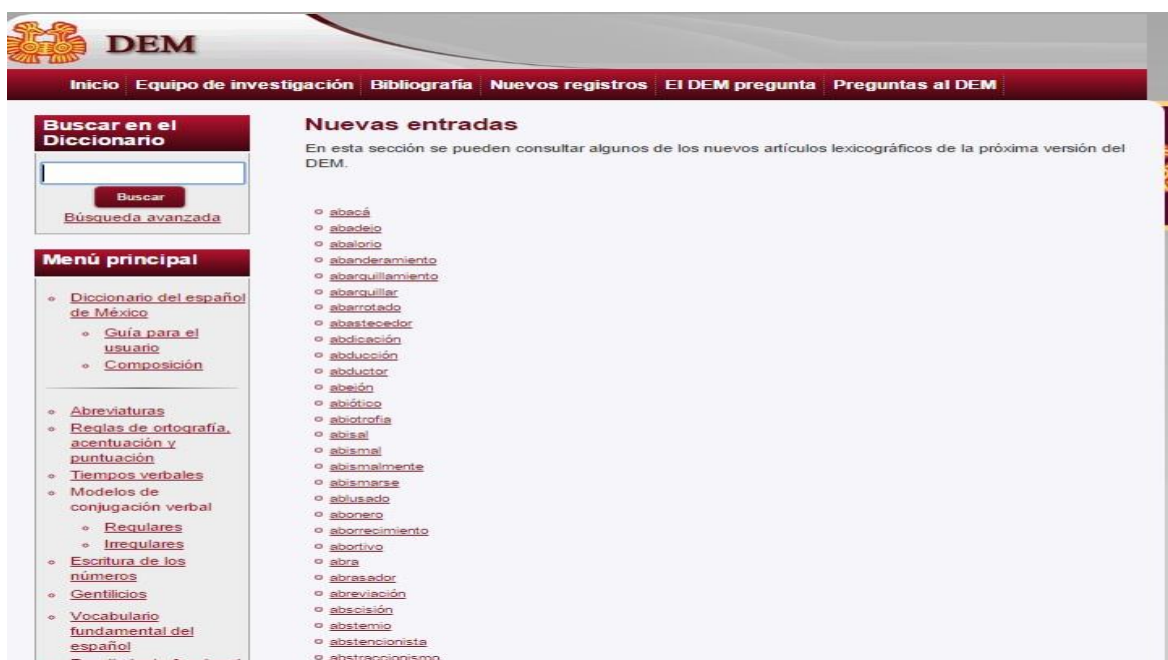 DEM
Inicio Equipo de investigación Bibliografía Nuevos registros El DEM pregunta Preguntas al DEM
Buscar en el
Diccionario
Buscar
Búsqueda avanzada
Menú principal
Diccionario del español
de México
Guía para el
usuario
Composición
Abreviaturas
Reglas de ortografía,
acentuación y
puntuación
Tiempos verbales
Modelos de
conjugación verbal
Regulares
Irregulares
Escritura de los
números
Gentilicios
Vocabulario
fundamental del
español
Nuevas entradas
En esta sección se pueden consultar algunos de los nuevos artículos lexicográficos de la próxima versión del
DEM.
abacá
abadejo
abalorio
abanderamiento
abarquillamiento
abarquillar
abarrotado
abastecedor
abdicación
abducción
abductor
abejón
abiótico
abiotrofia
abisal
abismal
abismalmente
abismarse
ablusado
abonero
aborrecimiento
abortivo
abra
abrasador
abreviación
abscisión
abstemio
abstencionista
abstraccionismo